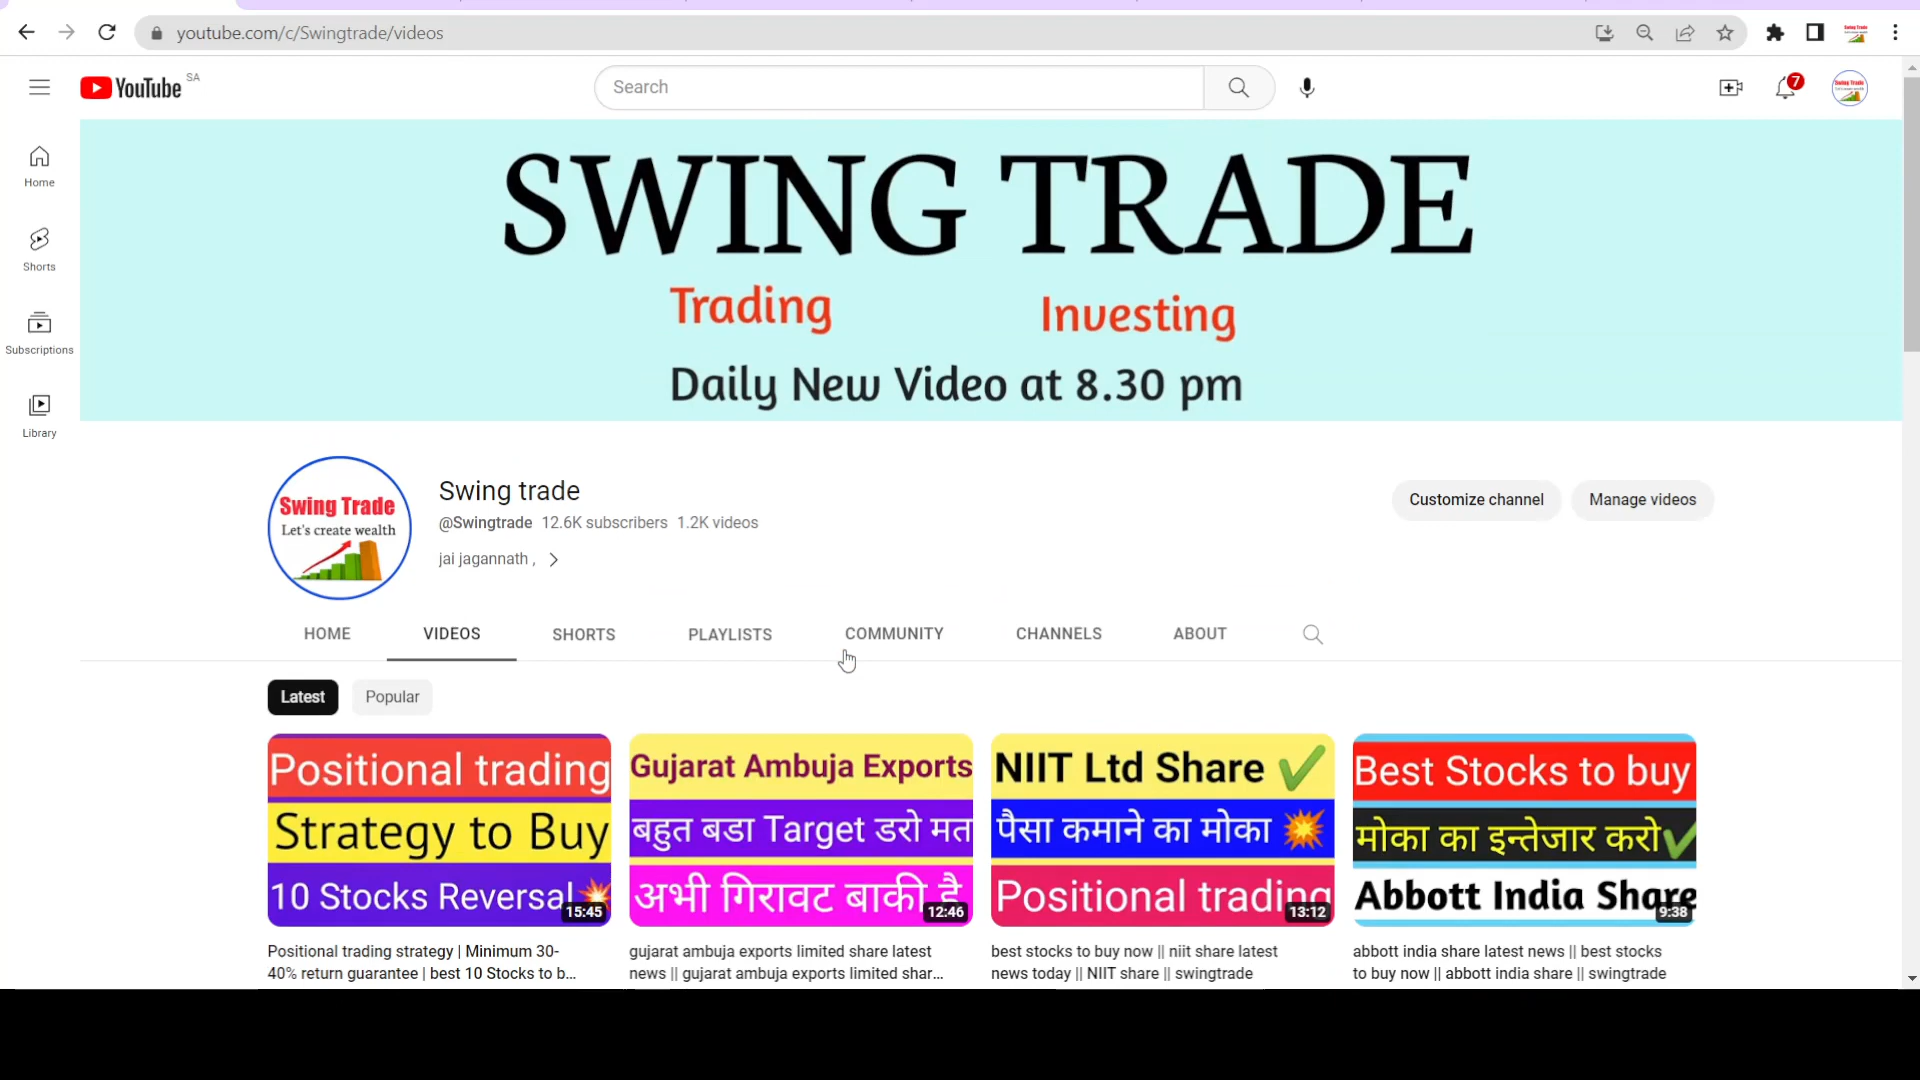 youtube.com/c/Swingtrade/videos
YouTube SA
Search
7
Home
Shorts
Subscriptions
Library
SWING TRADE
Trading Investing
Daily New Video at 8.30 pm
Swing Trade
Let's create wealth
Swing trade
@Swingtrade 12.6K subscribers 1.2K videos
jai jagannath ,
Customize channel Manage videos
HOME VIDEOS SHORTS PLAYLISTS COMMUNITY CHANNELS ABOUT
Latest Popular
Positional trading
Strategy to Buy
10 Stocks Reversal
15:45
Positional trading strategy | Minimum 30-
40% return guarantee | best 10 Stocks to b...
Gujarat Ambuja Exports
बहुत बडा Target डरो मत
अभी गिरावट बाकी है
12:46
gujarat ambuja exports limited share latest
news || gujarat ambuja exports limited shar...
NIIT Ltd Share ✓
पैसा कमाने का मोका
Positional trading
13:12
best stocks to buy now || niit share latest
news today || NIIT share || swingtrade
Best Stocks to buy
मोका का इन्तेजार करो✓
Abbott India Share
9:38
abbott india share latest news || best stocks
to buy now || abbott india share || swingtrade